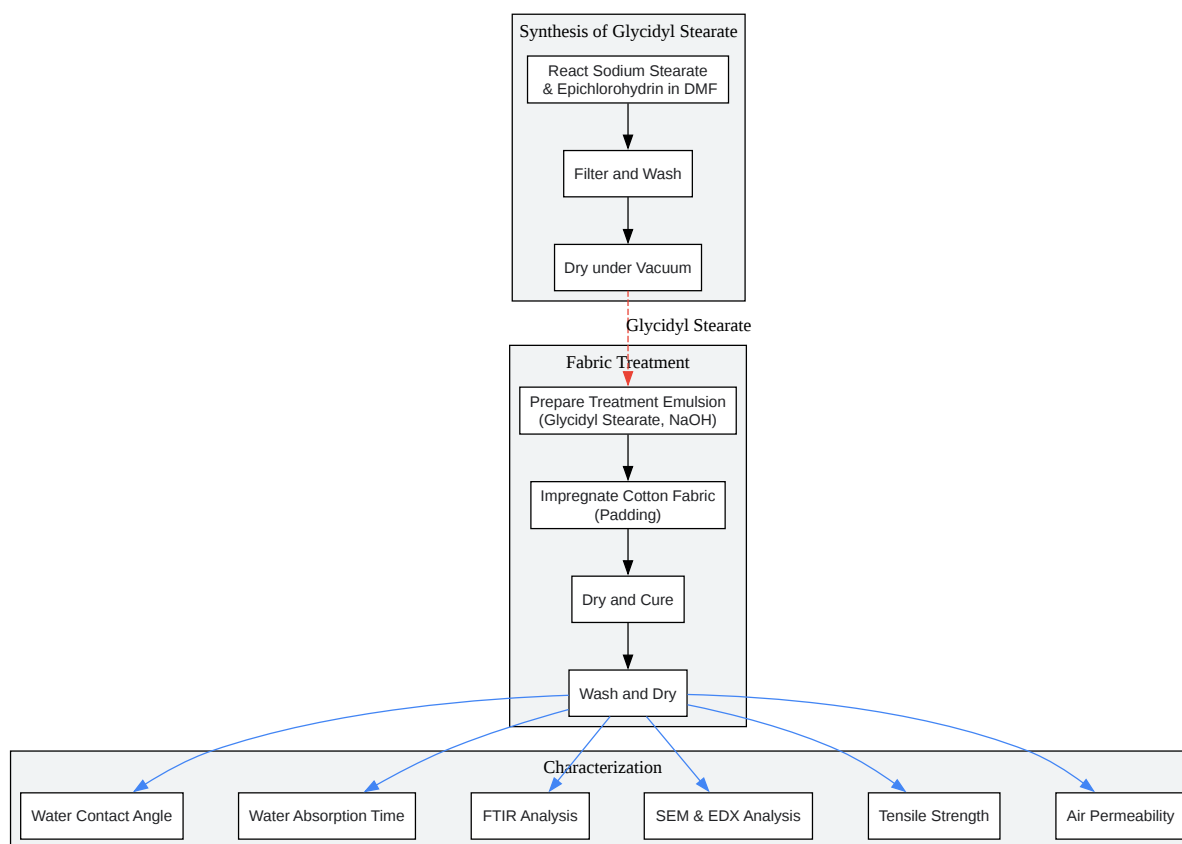 Synthesis of Glycidyl Stearate
React Sodium Stearate
& Epichlorohydrin in DMF
Filter and Wash
Dry under Vacuum
Glycidyl Stearate
Fabric Treatment
Prepare Treatment Emulsion
(Glycidyl Stearate, NaOH)
Impregnate Cotton Fabric
(Padding)
Dry and Cure
Wash and Dry
Characterization
Water Contact Angle
Water Absorption Time
FTIR Analysis
SEM & EDX Analysis
Tensile Strength
Air Permeability